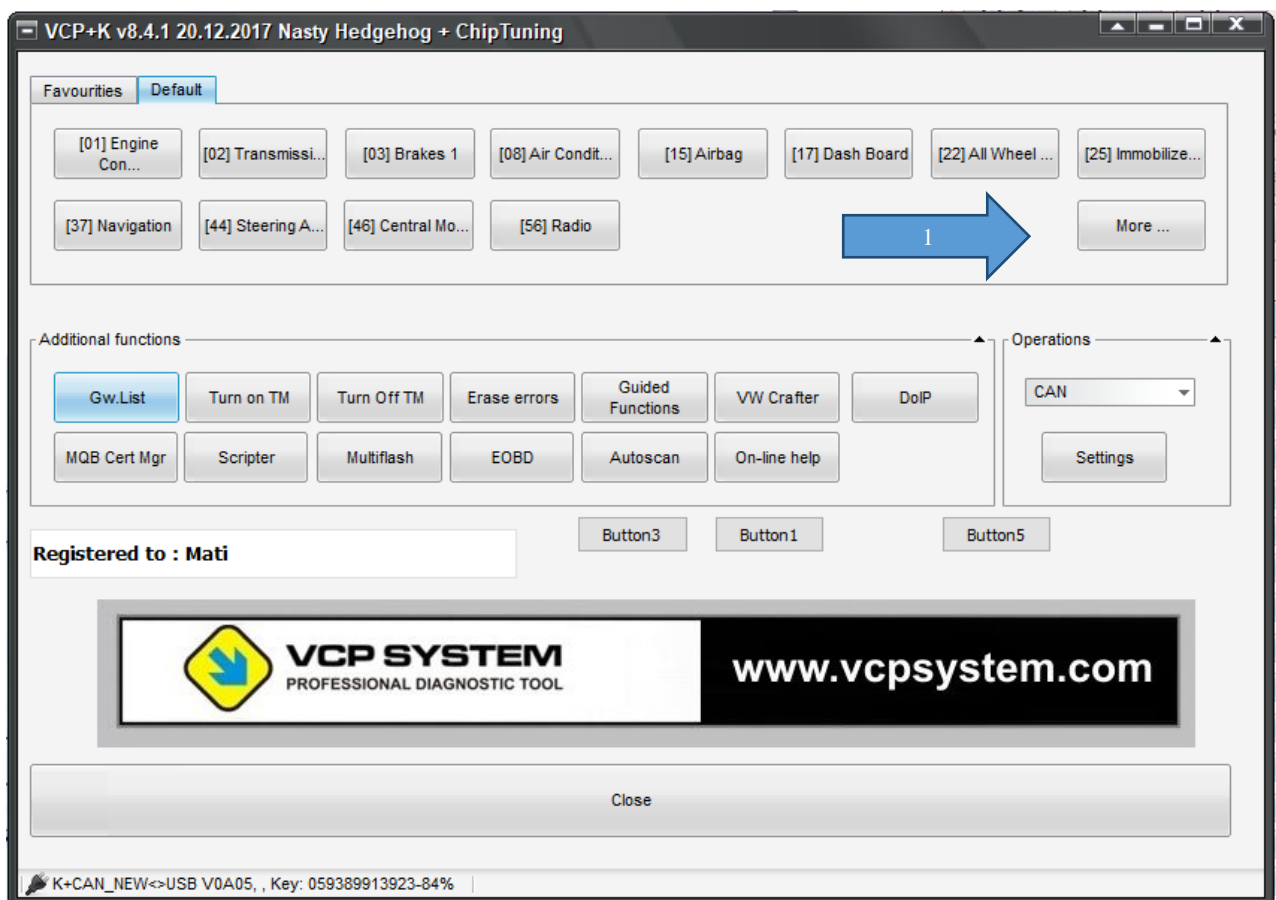 VCP+K v8.4.1 20.12.2017 Nasty Hedgehog + ChipTuning
Favourities Default
[01] Engine Con...
[02] Transmissi...
[03] Brakes 1
[08] Air Condit...
[15] Airbag
[17] Dash Board
[22] All Wheel ...
[25] Immobilize...
[37] Navigation
[44] Steering A...
[46] Central Mo...
[56] Radio
1
More ...
Additional functions
Gw.List
Turn on TM
Turn Off TM
Erase errors
Guided
Functions
VW Crafter
DoIP
MQB Cert Mgr
Scripter
Multiflash
EOBD
Autoscan
On-line help
Operations
CAN
Settings
Button3
Button1
Button5
Registered to : Mati
VCP SYSTEM
PROFESSIONAL DIAGNOSTIC TOOL
www.vcpsystem.com
Close
K+CAN_NEW<>USB V0A05, , Key: 059389913923-84%